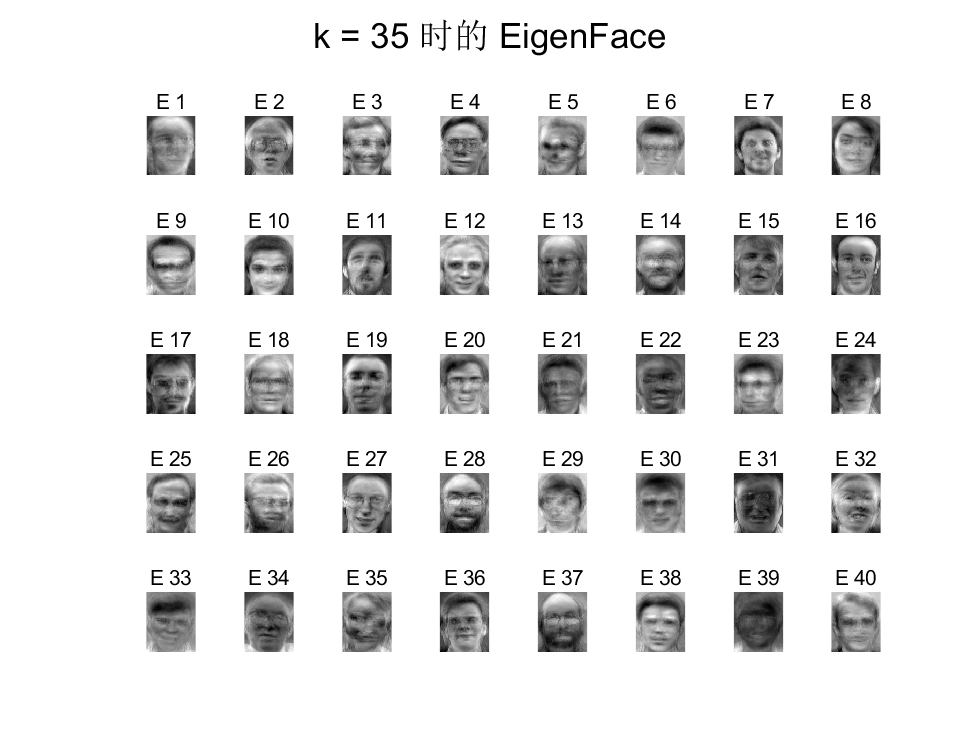 k = 35 时的 EigenFace
E 1 E 2 E 3 E 4 E 5 E 6 E 7 E 8
E 9 E 10 E 11 E 12 E 13 E 14 E 15 E 16
E 17 E 18 E 19 E 20 E 21 E 22 E 23 E 24
E 25 E 26 E 27 E 28 E 29 E 30 E 31 E 32
E 33 E 34 E 35 E 36 E 37 E 38 E 39 E 40